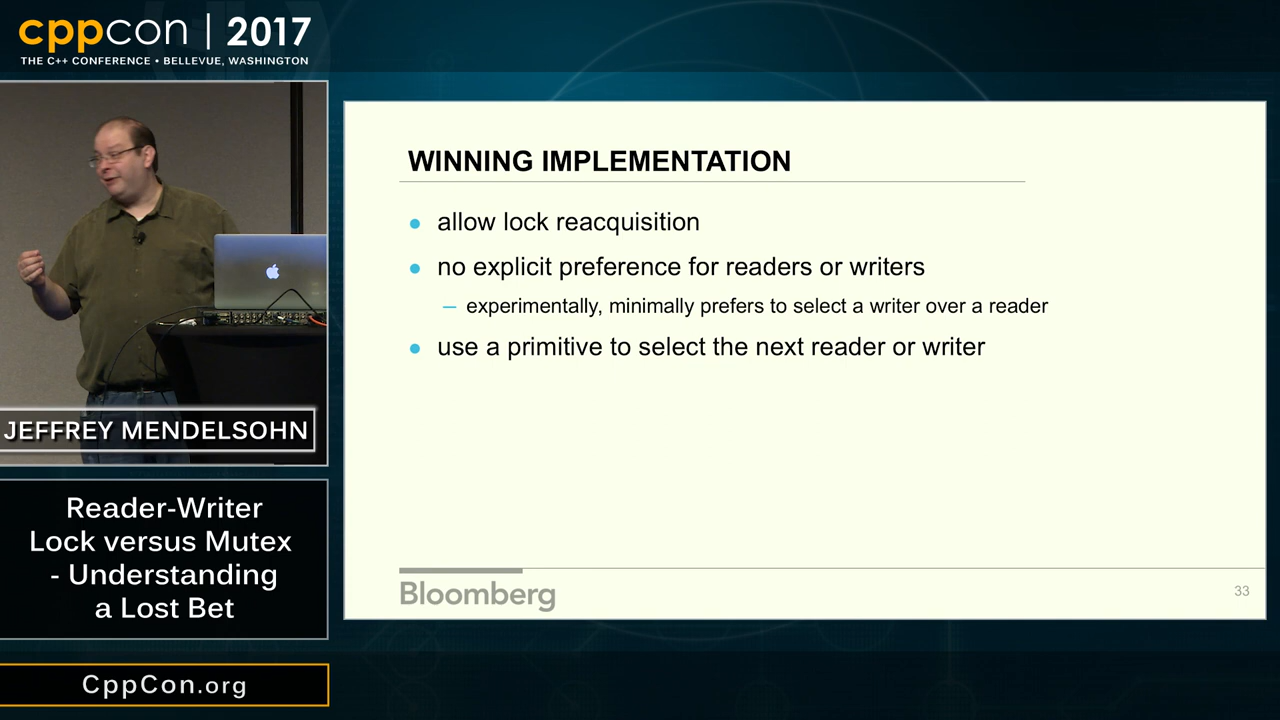 cppcon | 2017
THE C++ CONFERENCE • BELLEVUE, WASHINGTON
JEFFREY MENDELSOHN
Reader-Writer
Lock versus Mutex
- Understanding
a Lost Bet
CppCon.org
WINNING IMPLEMENTATION
• allow lock reacquisition
• no explicit preference for readers or writers
– experimentally, minimally prefers to select a writer over a reader
• use a primitive to select the next reader or writer
Bloomberg
33